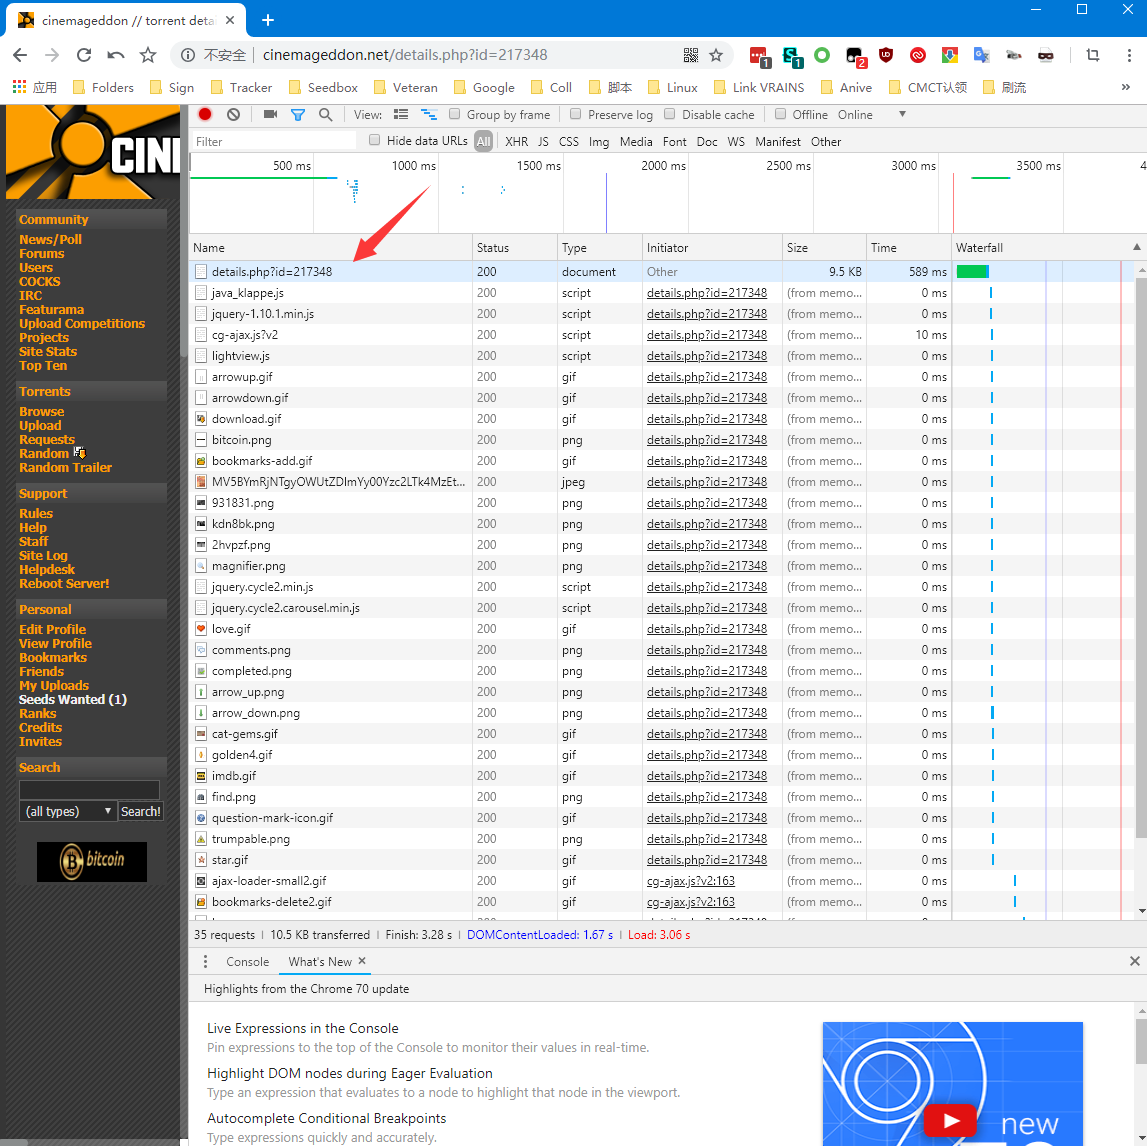 cinemageddon // torrent deta
不安全 cinemageddon.net/details.php?id=217348
1 1 2
应用 Folders Sign Tracker Seedbox Veteran Google Coll 脚本 Linux Link VRAINS Anive CMCT认领 刷流 »
CINE
Community
News/Poll
Forums
Users
COCKS
IRC
Featurama
Upload Competitions
Projects
Site Stats
Top Ten
Torrents
Browse
Upload
Requests
Random
Random Trailer
Support
Rules
Help
Staff
Site Log
Helpdesk
Reboot Server!
Personal
Edit Profile
View Profile
Bookmarks
Friends
My Uploads
Seeds Wanted (1)
Ranks
Credits
Invites
Search
(all types) Search!
bitcoin
View: Group by frame Preserve log Disable cache Offline Online
Filter Hide data URLs All XHR JS CSS Img Media Font Doc WS Manifest Other
500 ms 1000 ms 1500 ms 2000 ms 2500 ms 3000 ms 3500 ms 4
Name Status Type Initiator Size Time Waterfall
details.php?id=217348 200 document Other 9.5 KB 589 ms
java_klappe.js 200 script details.php?id=217348 (from memo... 0 ms
jquery-1.10.1.min.js 200 script details.php?id=217348 (from memo... 0 ms
cg-ajax.js?v2 200 script details.php?id=217348 (from memo... 10 ms
lightview.js 200 script details.php?id=217348 (from memo... 0 ms
arrowup.gif 200 gif details.php?id=217348 (from memo... 0 ms
arrowdown.gif 200 gif details.php?id=217348 (from memo... 0 ms
download.gif 200 gif details.php?id=217348 (from memo... 0 ms
bitcoin.png 200 png details.php?id=217348 (from memo... 0 ms
bookmarks-add.gif 200 gif details.php?id=217348 (from memo... 0 ms
MV5BYmRjNTgyOWUtZDImYy00Yzc2LTk4MzEt... 200 jpeg details.php?id=217348 (from memo... 0 ms
931831.png 200 png details.php?id=217348 (from memo... 0 ms
kdn8bk.png 200 png details.php?id=217348 (from memo... 0 ms
2hvpzf.png 200 png details.php?id=217348 (from memo... 0 ms
magnifier.png 200 png details.php?id=217348 (from memo... 0 ms
jquery.cycle2.min.js 200 script details.php?id=217348 (from memo... 0 ms
jquery.cycle2.carousel.min.js 200 script details.php?id=217348 (from memo... 0 ms
love.gif 200 gif details.php?id=217348 (from memo... 0 ms
comments.png 200 png details.php?id=217348 (from memo... 0 ms
completed.png 200 png details.php?id=217348 (from memo... 0 ms
arrow_up.png 200 png details.php?id=217348 (from memo... 0 ms
arrow_down.png 200 png details.php?id=217348 (from memo... 0 ms
cat-gems.gif 200 gif details.php?id=217348 (from memo... 0 ms
golden4.gif 200 gif details.php?id=217348 (from memo... 0 ms
imdb.gif 200 gif details.php?id=217348 (from memo... 0 ms
find.png 200 png details.php?id=217348 (from memo... 0 ms
question-mark-icon.gif 200 gif details.php?id=217348 (from memo... 0 ms
trumpable.png 200 png details.php?id=217348 (from memo... 0 ms
star.gif 200 gif details.php?id=217348 (from memo... 0 ms
ajax-loader-small2.gif 200 gif cg-ajax.js?v2:163 (from memo... 0 ms
bookmarks-delete2.gif 200 gif cg-ajax.js?v2:163 (from memo... 0 ms
35 requests | 10.5 KB transferred | Finish: 3.28 s | DOMContentLoaded: 1.67 s | Load: 3.06 s
Console What's New
Highlights from the Chrome 70 update
Live Expressions in the Console
Pin expressions to the top of the Console to monitor their values in real-time.
Highlight DOM nodes during Eager Evaluation
Type an expression that evaluates to a node to highlight that node in the viewport.
Autocomplete Conditional Breakpoints
Type expressions quickly and accurately.
new